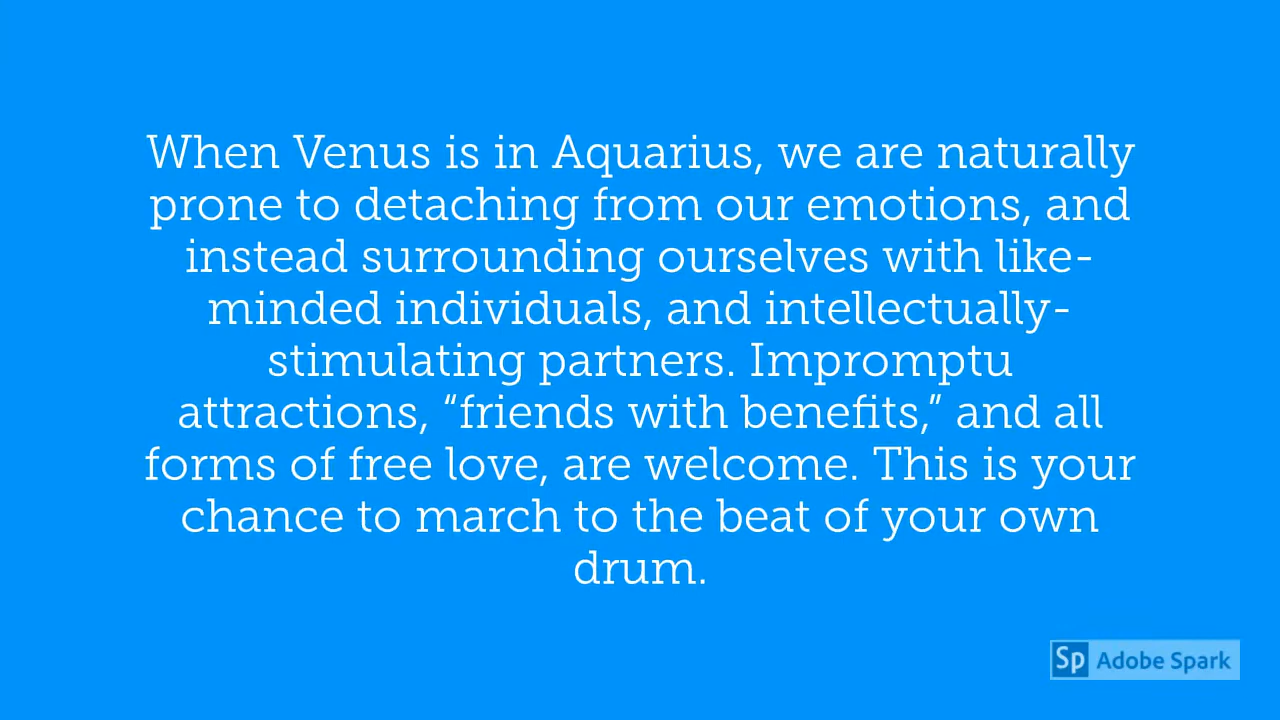 When Venus is in Aquarius, we are naturally
prone to detaching from our emotions, and
instead surrounding ourselves with like-
minded individuals, and intellectually-
stimulating partners. Impromptu
attractions, “friends with benefits,” and all
forms of free love, are welcome. This is your
chance to march to the beat of your own
drum.
Sp Adobe Spark